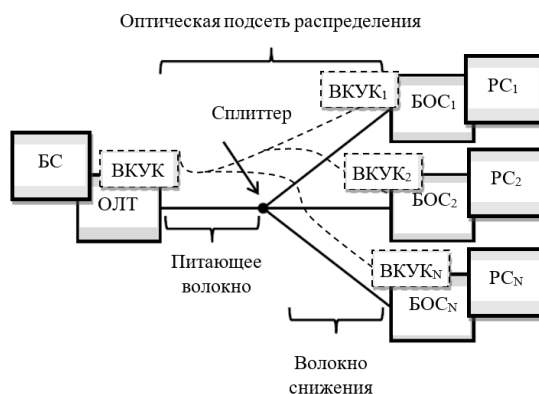 Оптическая подсеть распределения
ВКУК₁
БОС₁
РС₁
Сплиттер
БС
ВКУК
ОЛТ
ВКУК₂
БОС₂
РС₂
Питающее
волокно
ВКУКN
БОСN
РСN
Волокно
снижения